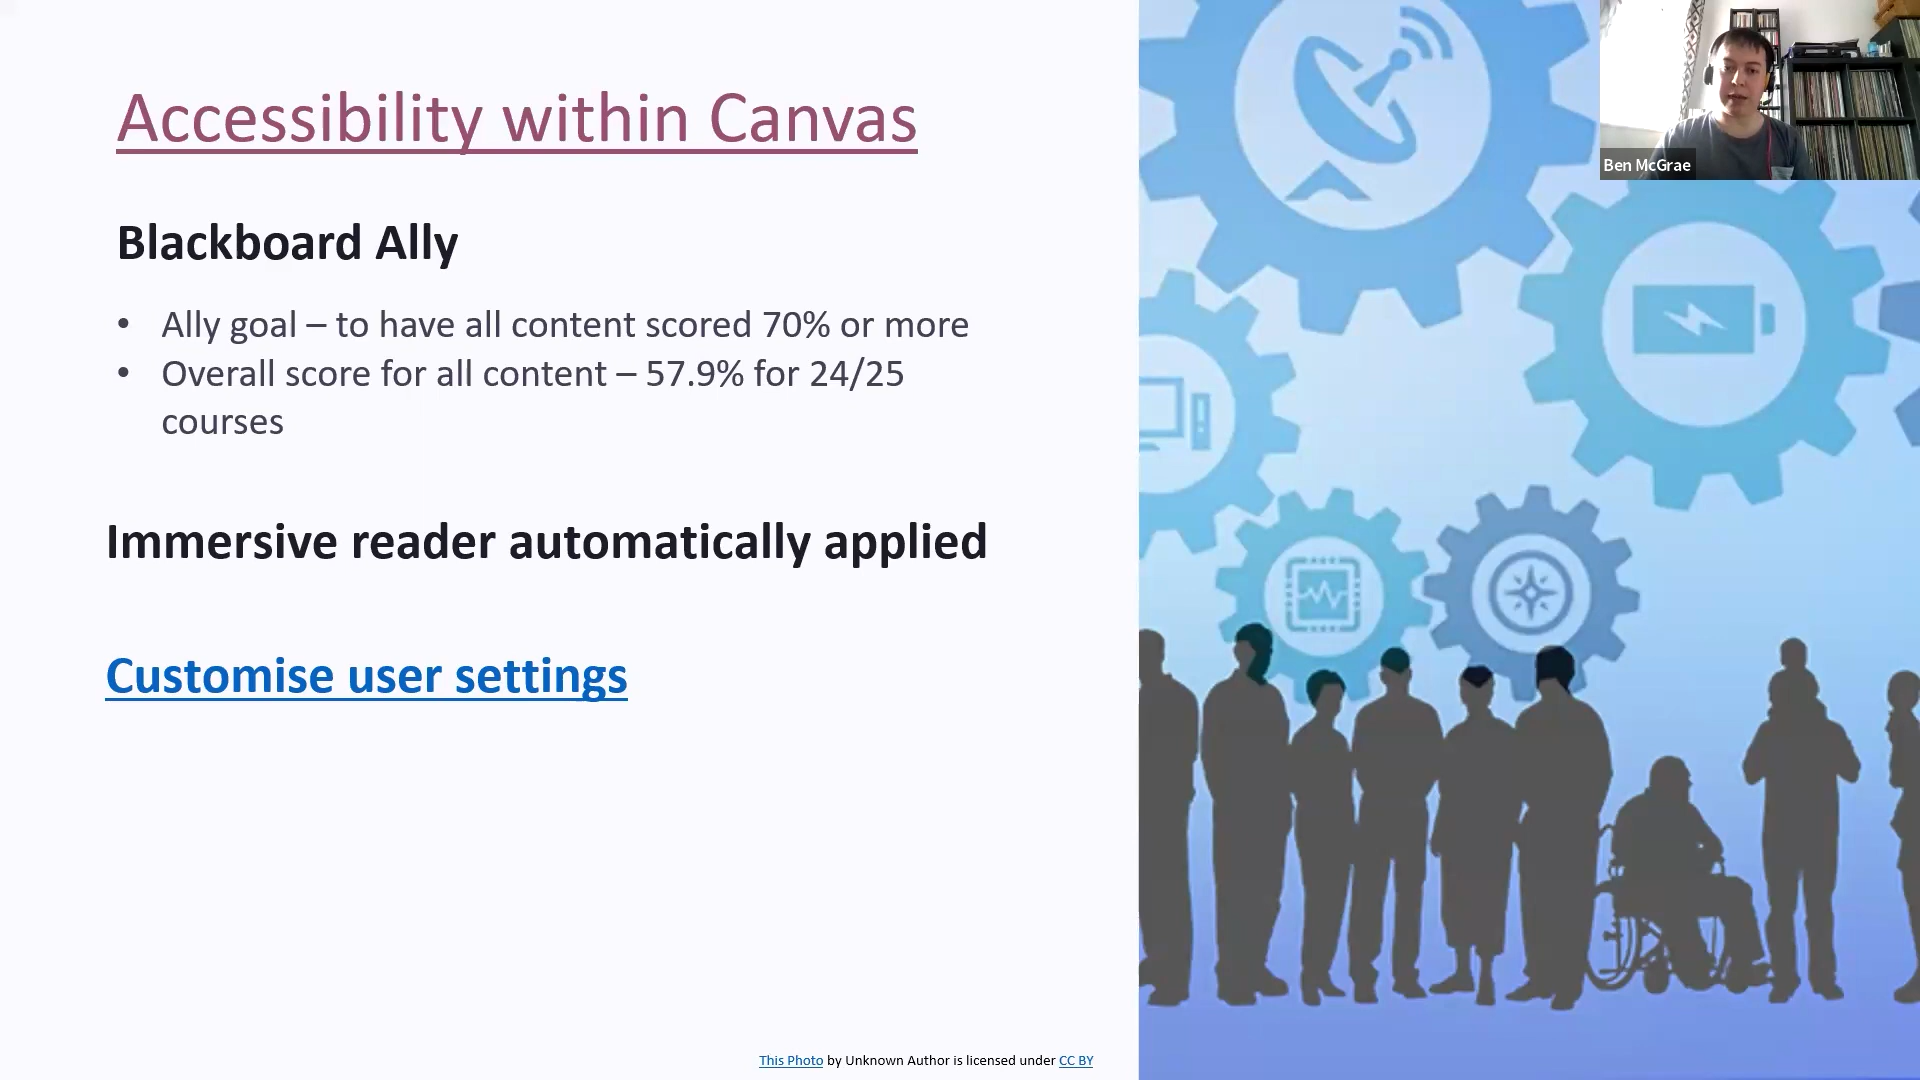 Accessibility within Canvas
Ben McGrae
Blackboard Ally
• Ally goal – to have all content scored 70% or more
• Overall score for all content – 57.9% for 24/25
courses
Immersive reader automatically applied
Customise user settings
This Photo by Unknown Author is licensed under CC BY